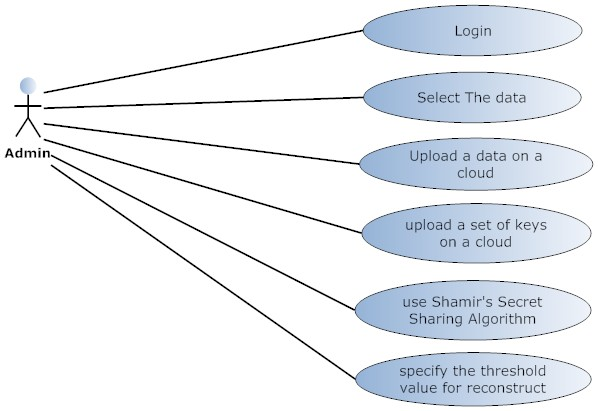 Login
Select The data
Admin
Upload a data on a
cloud
upload a set of keys
on a cloud
use Shamir's Secret
Sharing Algorithm
specify the threshold
value for reconstruct